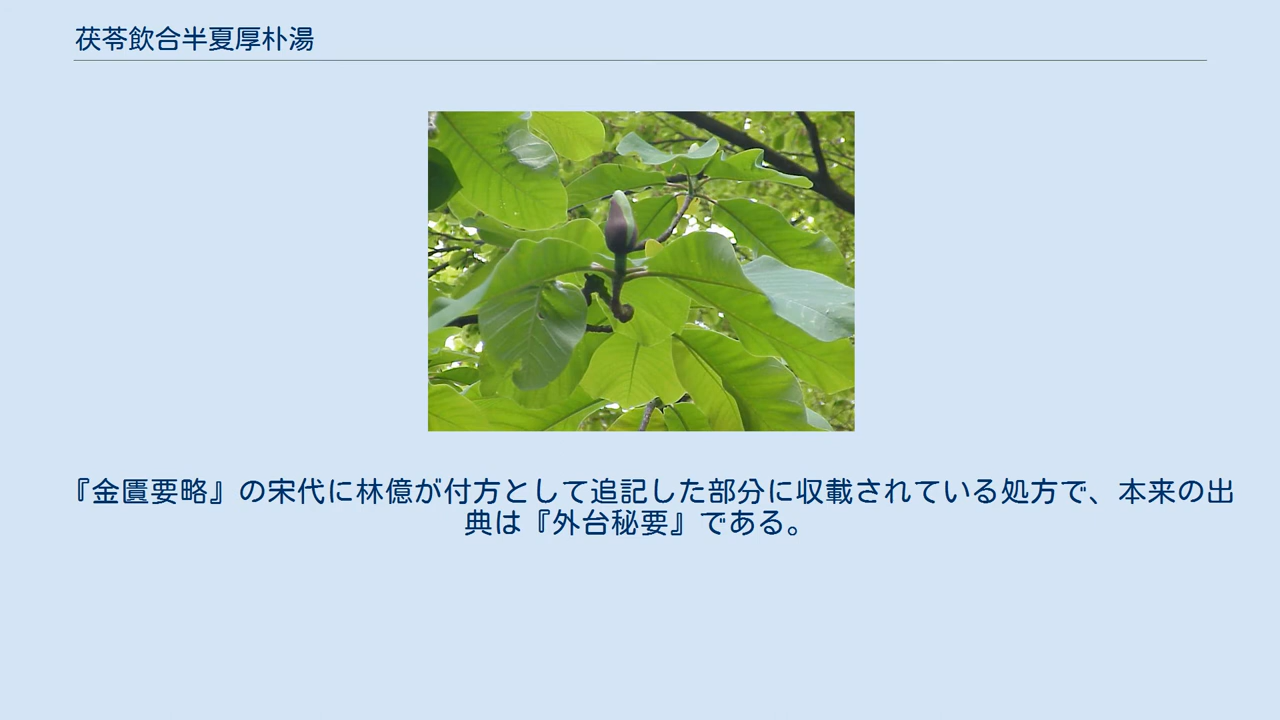 茯苓飲合半夏厚朴湯
『金匱要略』の宋代に林億が付方として追記した部分に収載されている処方で、本来の出
典は『外台秘要』である。